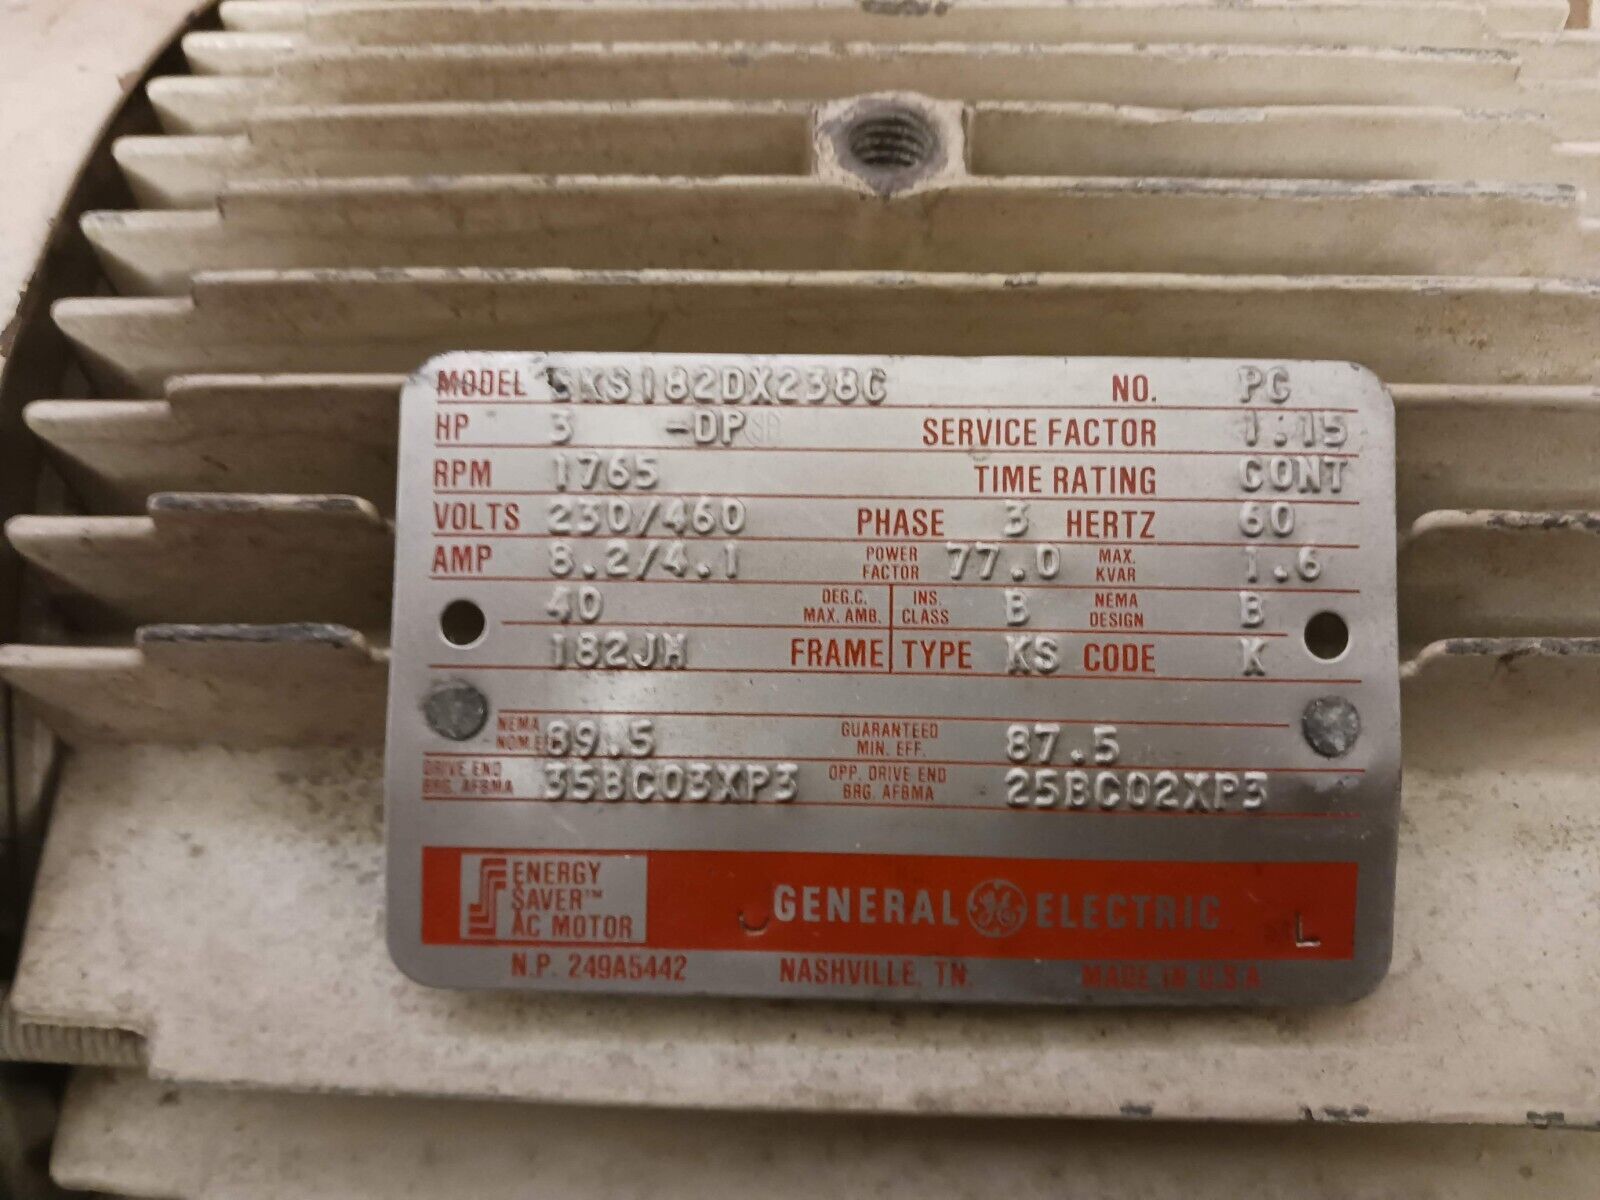 MODEL 5KS182DX238C NO. PC
HP 3 -DP SERVICE FACTOR 1.15
RPM 1765 TIME RATING CONT
VOLTS 230/460 PHASE 3 HERTZ 60
AMP 8.2/4.1 POWER FACTOR 77.0 MAX. KVAR 1.6
40 DEG.C. MAX. AMB. INS. CLASS B NEMA DESIGN B
182JM FRAME TYPE KS CODE K
NEMA NOM.EF 89.5 GUARANTEED MIN. EFF. 87.5
DRIVE END BRG. AFBMA 35BC03XP3 OPP. DRIVE END BRG. AFBMA 25BC02XP3
ENERGY SAVER™ AC MOTOR GENERAL GE ELECTRIC L
N.P. 249A5442 NASHVILLE, TN. MADE IN U.S.A.